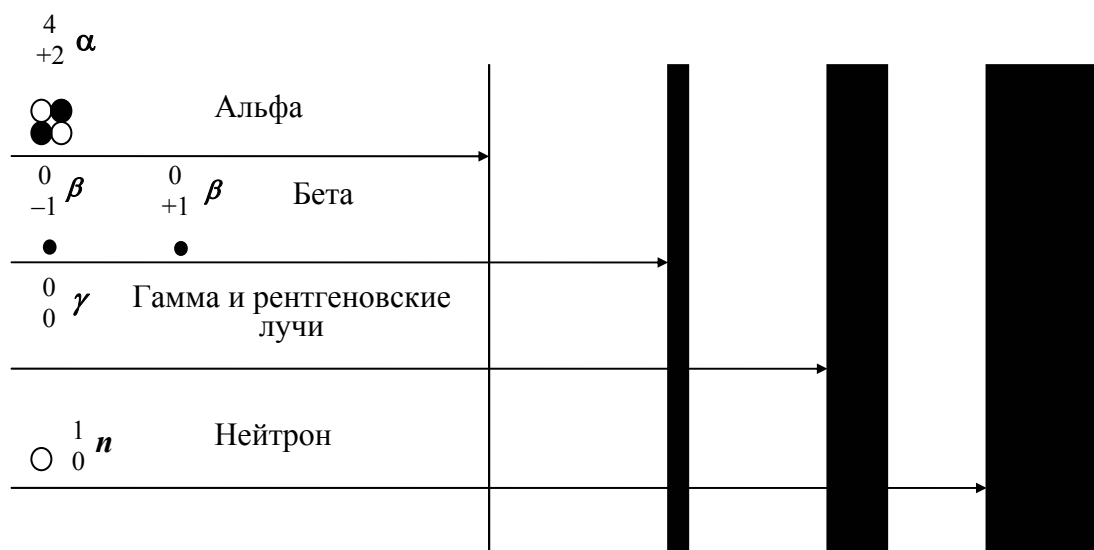 4
+2 α
Альфа
0
–1 β
0
+1 β
Бета
0
0 γ
Гамма и рентгеновские
лучи
1
0 n
Нейтрон